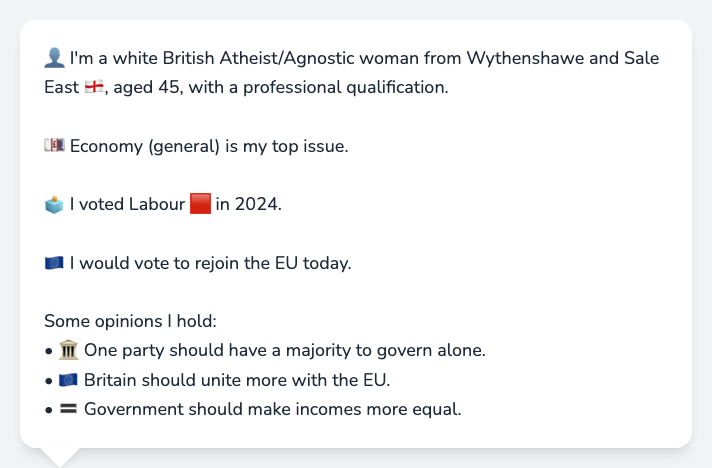 👤 I'm a white British Atheist/Agnostic woman from Wythenshawe and Sale
East 🏴󠁧󠁢󠁥󠁮󠁧󠁿, aged 45, with a professional qualification.
💷 Economy (general) is my top issue.
🗳️ I voted Labour 🟥 in 2024.
🇪🇺 I would vote to rejoin the EU today.
Some opinions I hold:
• 🏛️ One party should have a majority to govern alone.
• 🇪🇺 Britain should unite more with the EU.
• 🟰 Government should make incomes more equal.